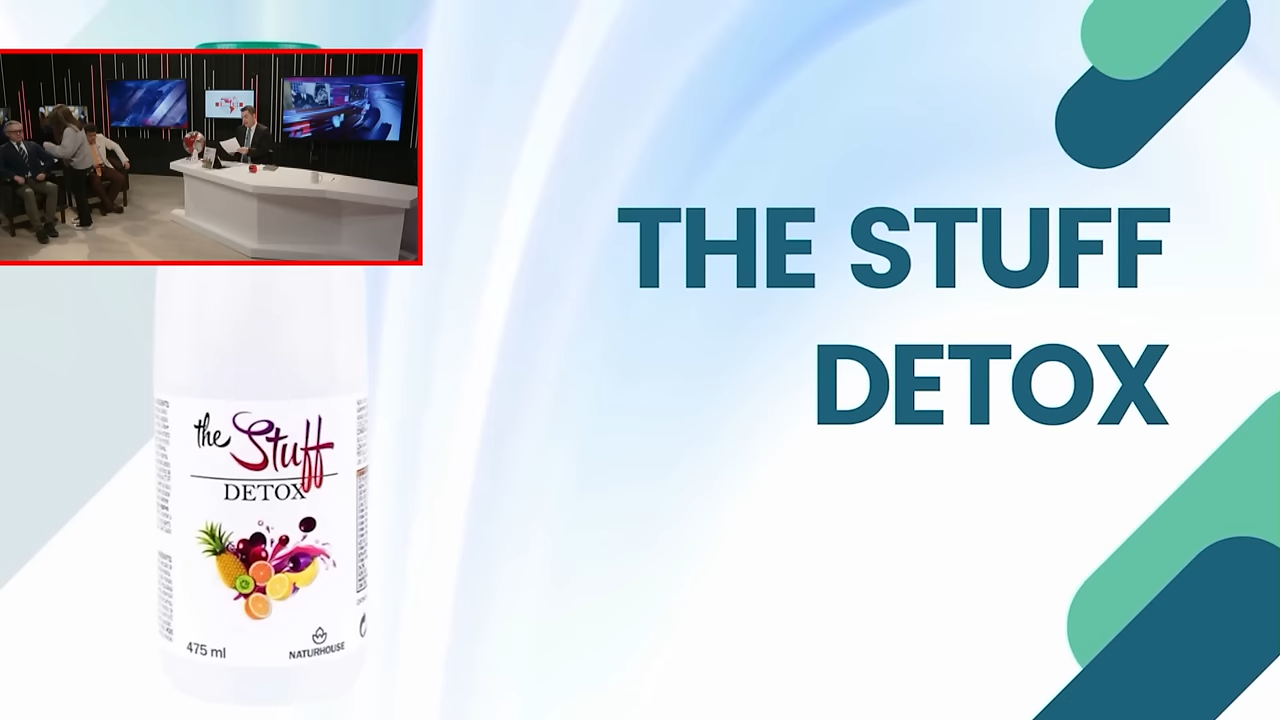 THE STUFF
DETOX
the Stuff
DETOX
475 ml
NATURHOUSE